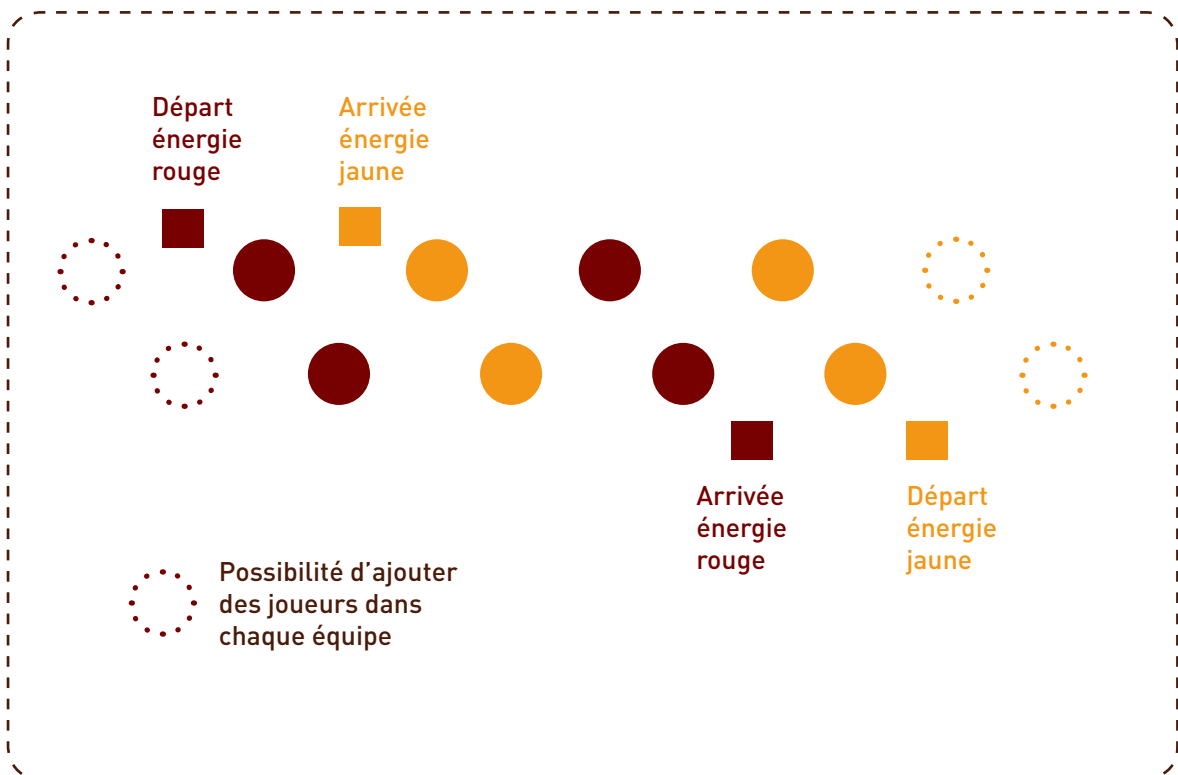 Départ
énergie
rouge
Arrivée
énergie
jaune
Arrivée
énergie
rouge
Départ
énergie
jaune
Possibilité d’ajouter
des joueurs dans
chaque équipe